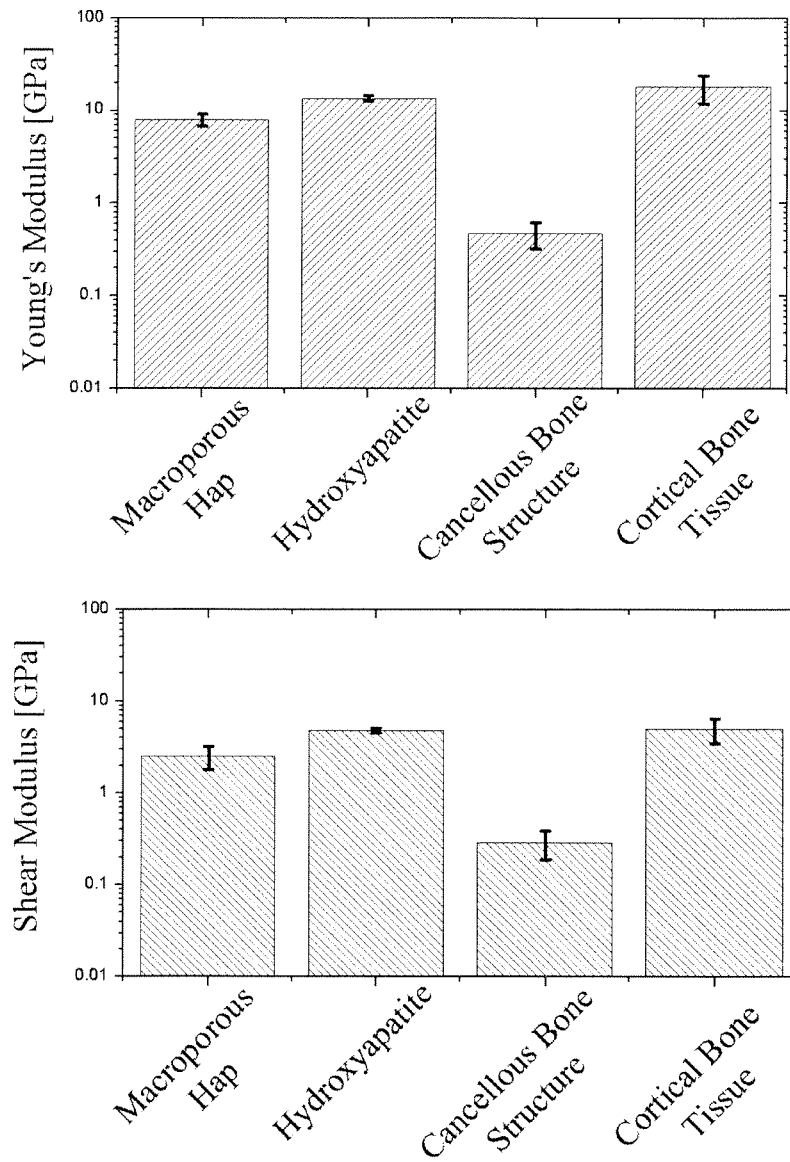 Young's Modulus [GPa]
100
10
1
0.1
0.01
Macroporous
Hap
Hydroxyapatite
Cancellous Bone
Structure
Cortical Bone
Tissue
Shear Modulus [GPa]
100
10
1
0.1
0.01
Macroporous
Hap
Hydroxyapatite
Cancellous Bone
Structure
Cortical Bone
Tissue